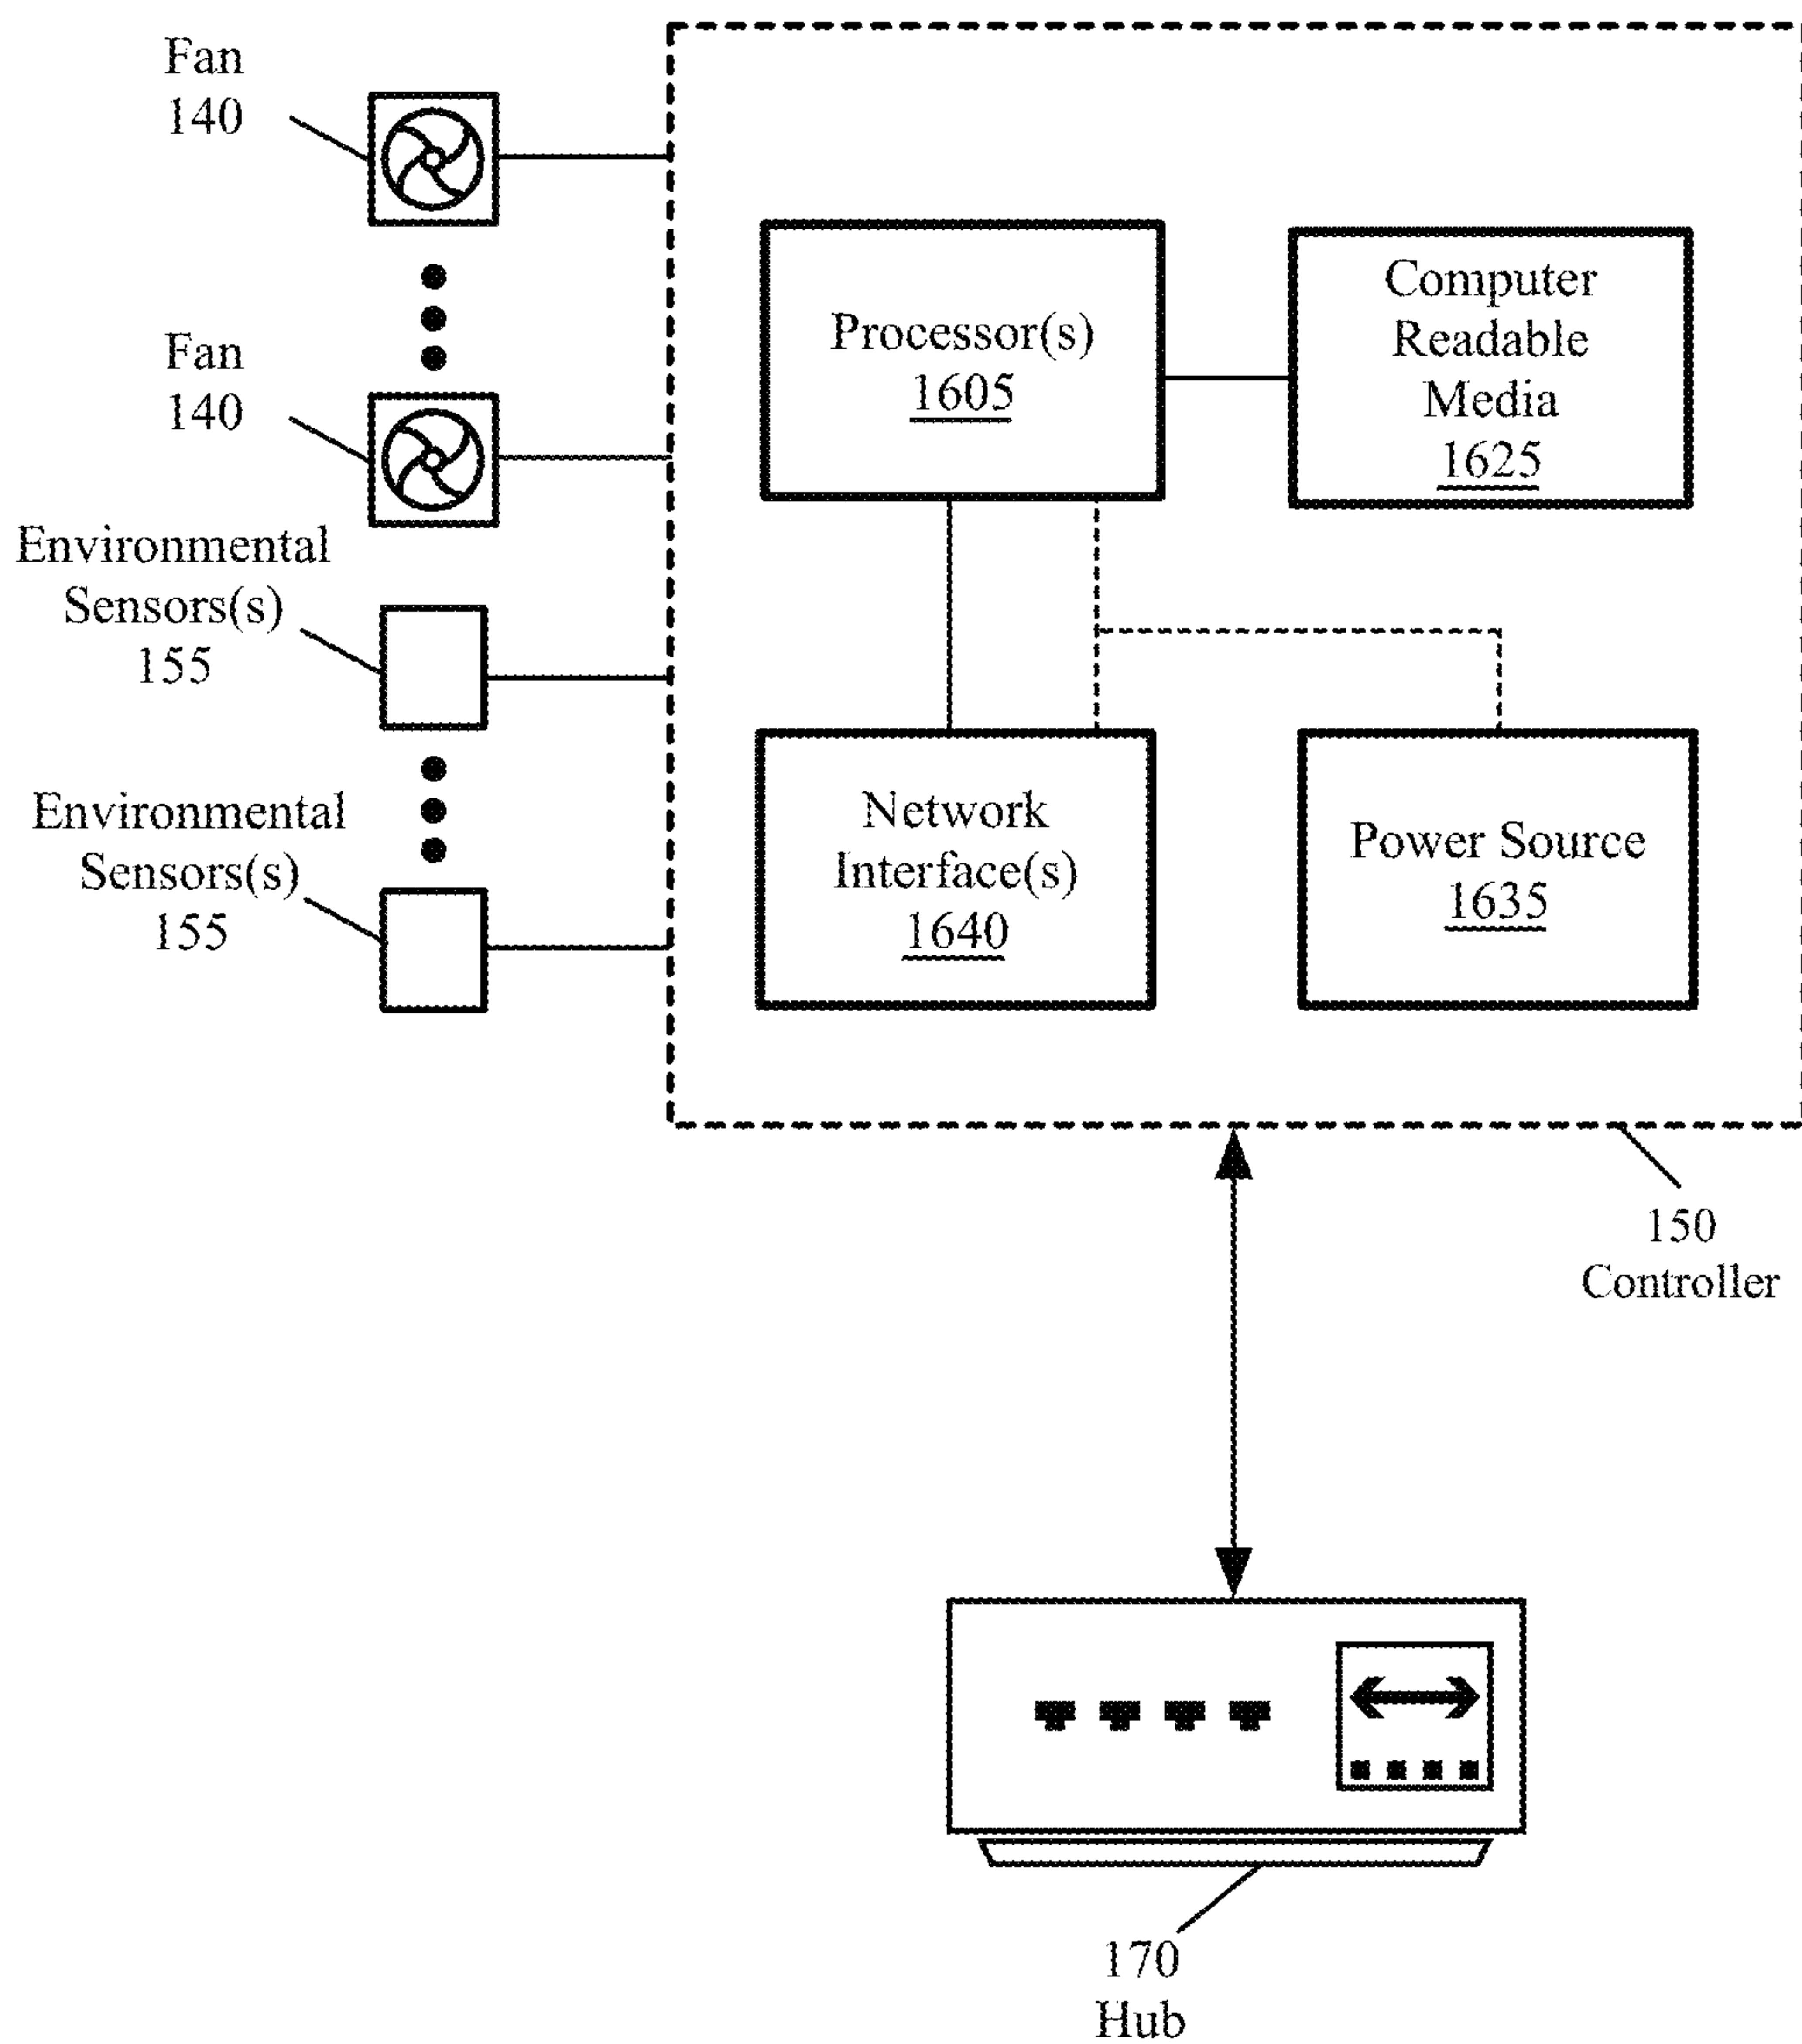 Fan
140
Fan
140
Environmental
Sensors(s)
155
Environmental
Sensors(s)
155
Processor(s)
1605
Computer
Readable
Media
1625
Network
Interface(s)
1640
Power Source
1635
150
Controller
170
Hub